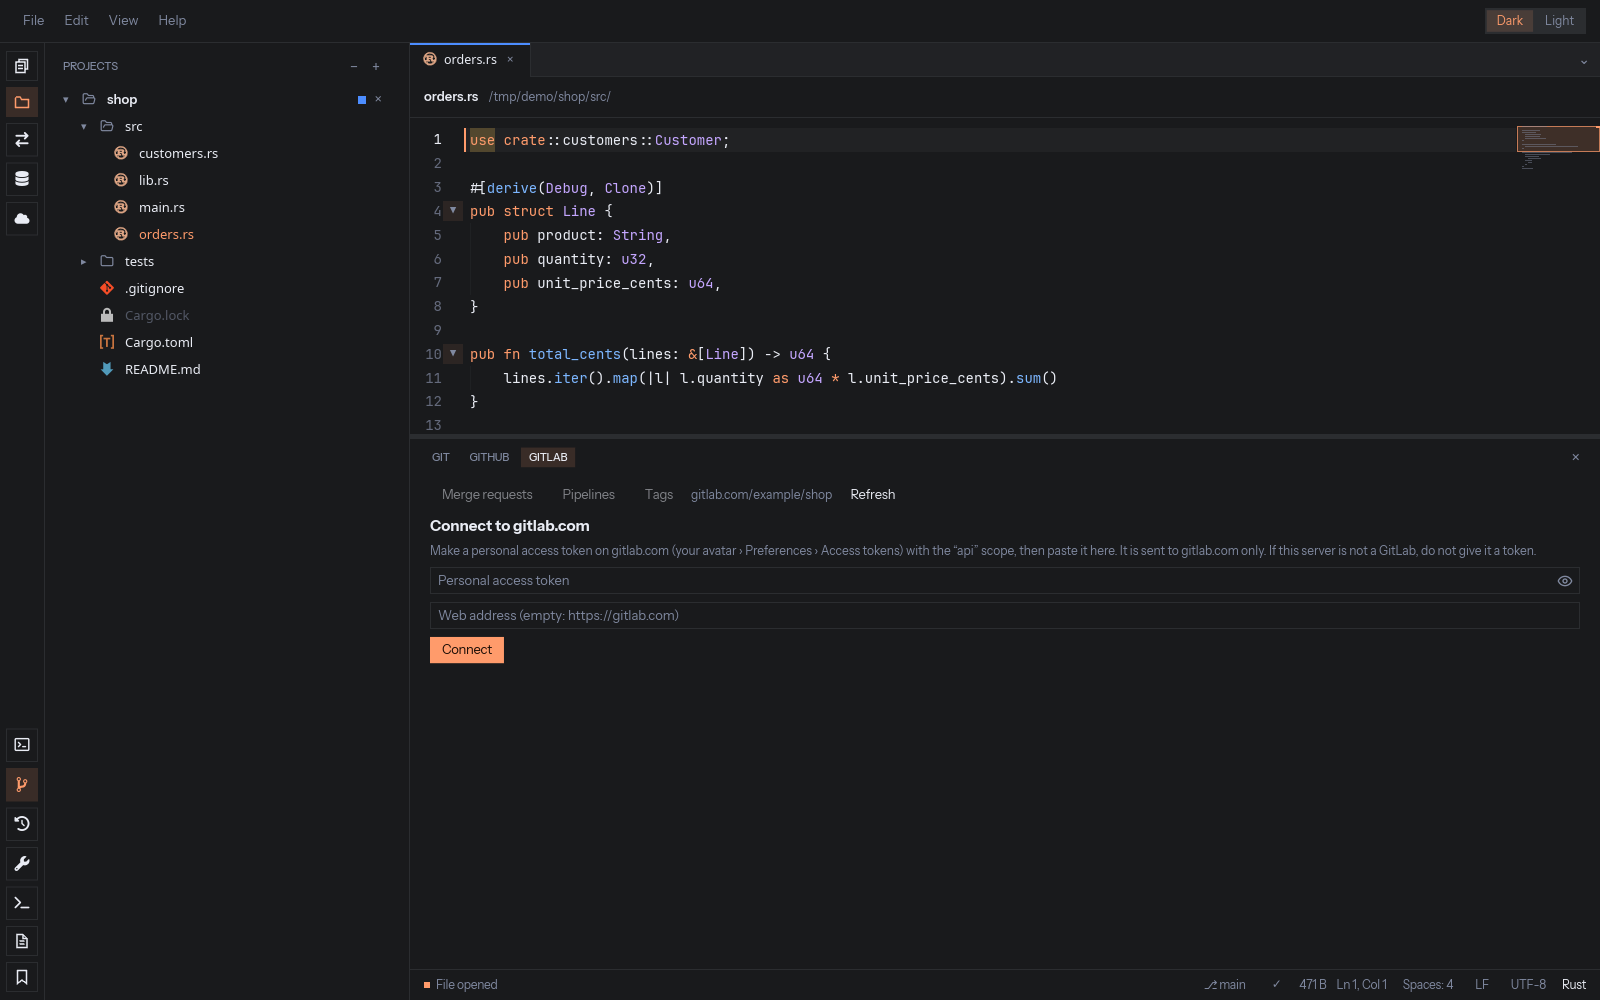 File Edit View Help Dark Light
PROJECTS − +
shop ×
src
customers.rs
lib.rs
main.rs
orders.rs
tests
.gitignore
Cargo.lock
Cargo.toml
README.md
orders.rs ×
orders.rs /tmp/demo/shop/src/
1 use crate::customers::Customer;
2
3 #[derive(Debug, Clone)]
4 pub struct Line {
5 pub product: String,
6 pub quantity: u32,
7 pub unit_price_cents: u64,
8 }
9
10 pub fn total_cents(lines: &[Line]) -> u64 {
11 lines.iter().map(|l| l.quantity as u64 * l.unit_price_cents).sum()
12 }
13
GIT GITHUB GITLAB ×
Merge requests Pipelines Tags gitlab.com/example/shop Refresh
Connect to gitlab.com
Make a personal access token on gitlab.com (your avatar › Preferences › Access tokens) with the “api” scope, then paste it here. It is sent to gitlab.com only. If this server is not a GitLab, do not give it a token.
Personal access token
Web address (empty: https://gitlab.com)
Connect
File opened main ✓ 471 B Ln 1, Col 1 Spaces: 4 LF UTF-8 Rust